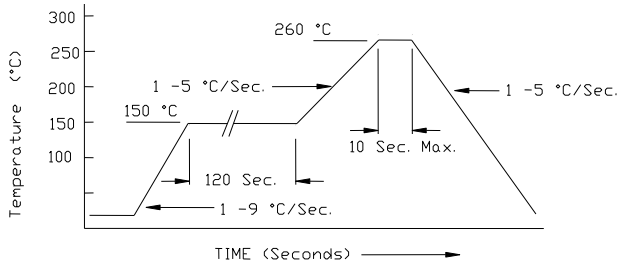 300
260 °C
250
200
1 -5 °C/Sec.
1 -5 °C/Sec.
150 °C
150
100
10 Sec. Max.
120 Sec.
1 -9 °C/Sec.
Temperature (°C)
TIME (Seconds)